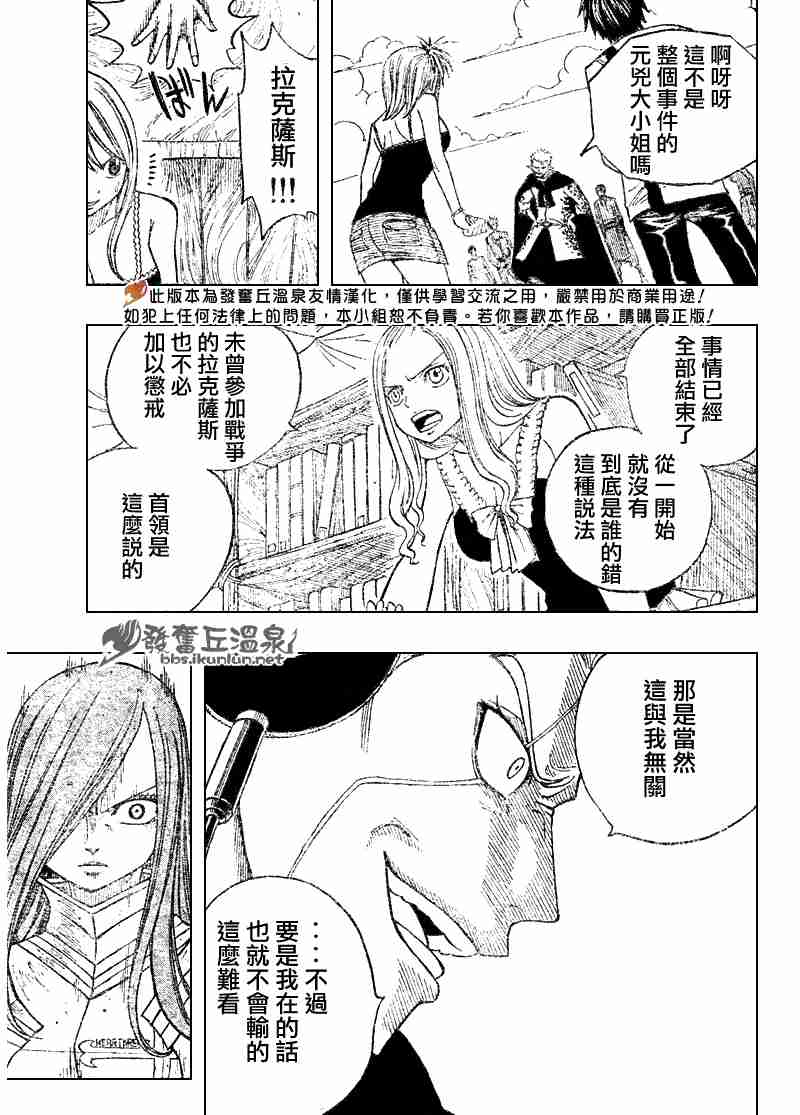 啊呀呀
這不是
整個事件的
元兇大小姐嗎
拉克薩斯!!!
ばんっ
此版本為發奮丘溫泉友情漢化，僅供學習交流之用，嚴禁用於商業用途!
如犯上任何法律上的問題，本小組恕不負責。若你喜歡本作品，請購買正版!
事情已經
全部結束了
從一開始
就沒有
到底是誰的錯
這種說法
未曾參加戰爭
的拉克薩斯
也不必
加以懲戒
首領是
這麼說的
發奮丘溫泉
bbs.ikunlun.net
那是當然
這與我無關
‥‥不過
要是我在的話
也就不會輸的
這麼難看